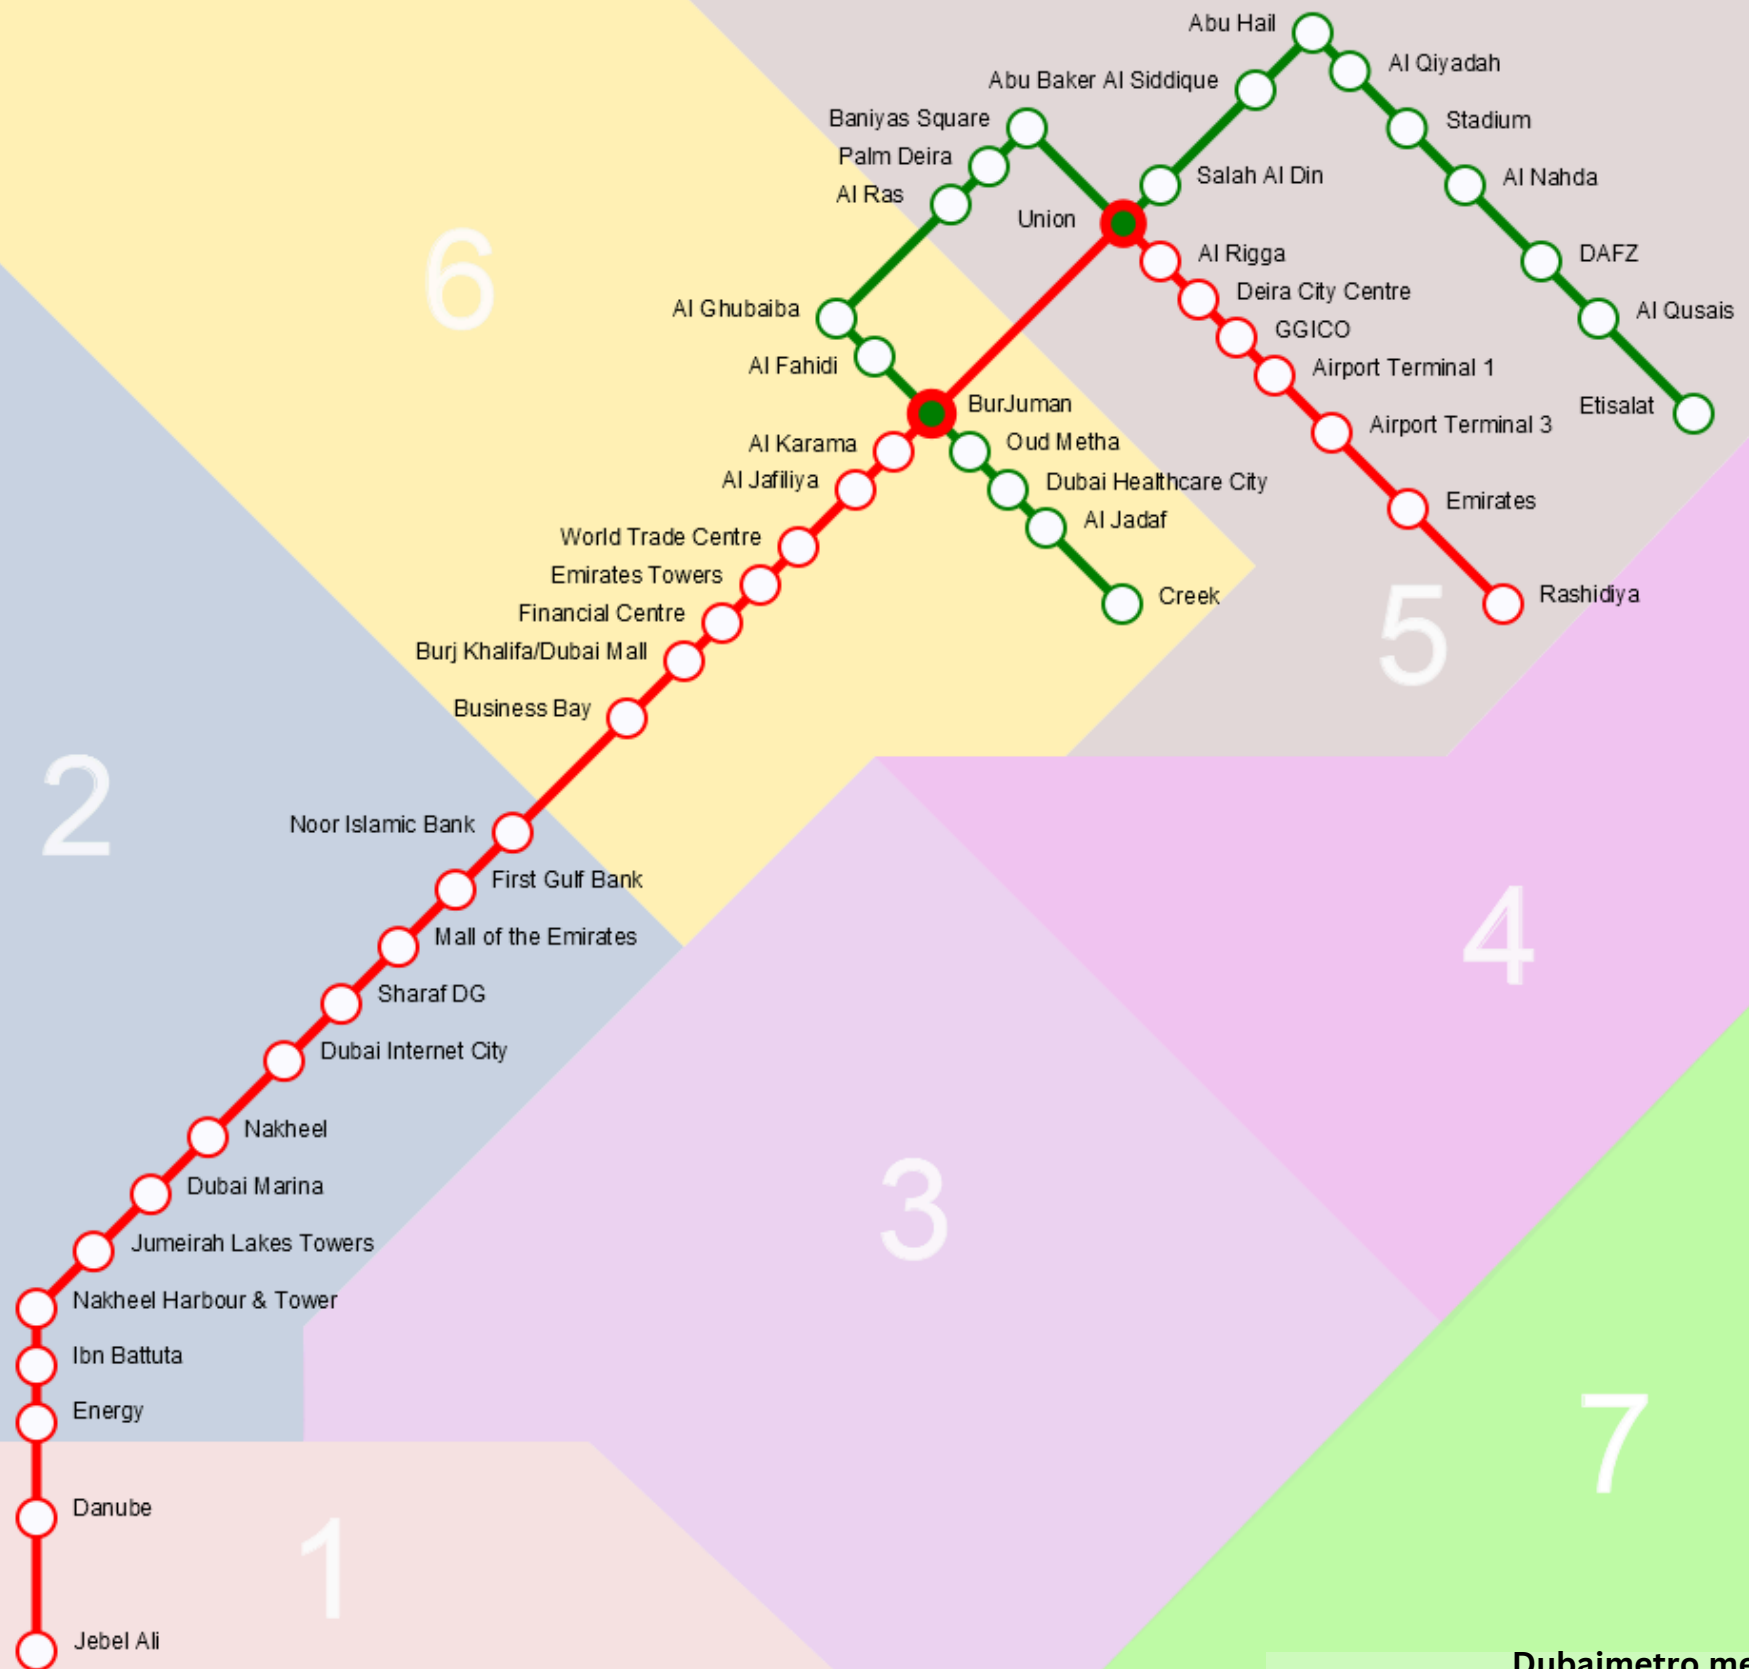 Abu Hail
Al Qiyadah
Abu Baker Al Siddique
Baniyas Square
Stadium
Palm Deira
Salah Al Din
Al Nahda
Al Ras
Union
Al Rigga
DAFZ
6
Deira City Centre
Al Ghubaiba
Al Qusais
GGICO
Al Fahidi
Airport Terminal 1
BurJuman
Etisalat
Airport Terminal 3
Al Karama
Oud Metha
Al Jafiliya
Dubai Healthcare City
Emirates
Al Jadaf
World Trade Centre
Emirates Towers
Creek
Rashidiya
Financial Centre
5
Burj Khalifa/Dubai Mall
Business Bay
2
Noor Islamic Bank
First Gulf Bank
Mall of the Emirates
4
Sharaf DG
Dubai Internet City
Nakheel
Dubai Marina
3
Jumeirah Lakes Towers
Nakheel Harbour & Tower
Ibn Battuta
Energy
7
Danube
1
Jebel Ali
Dubaimetro me